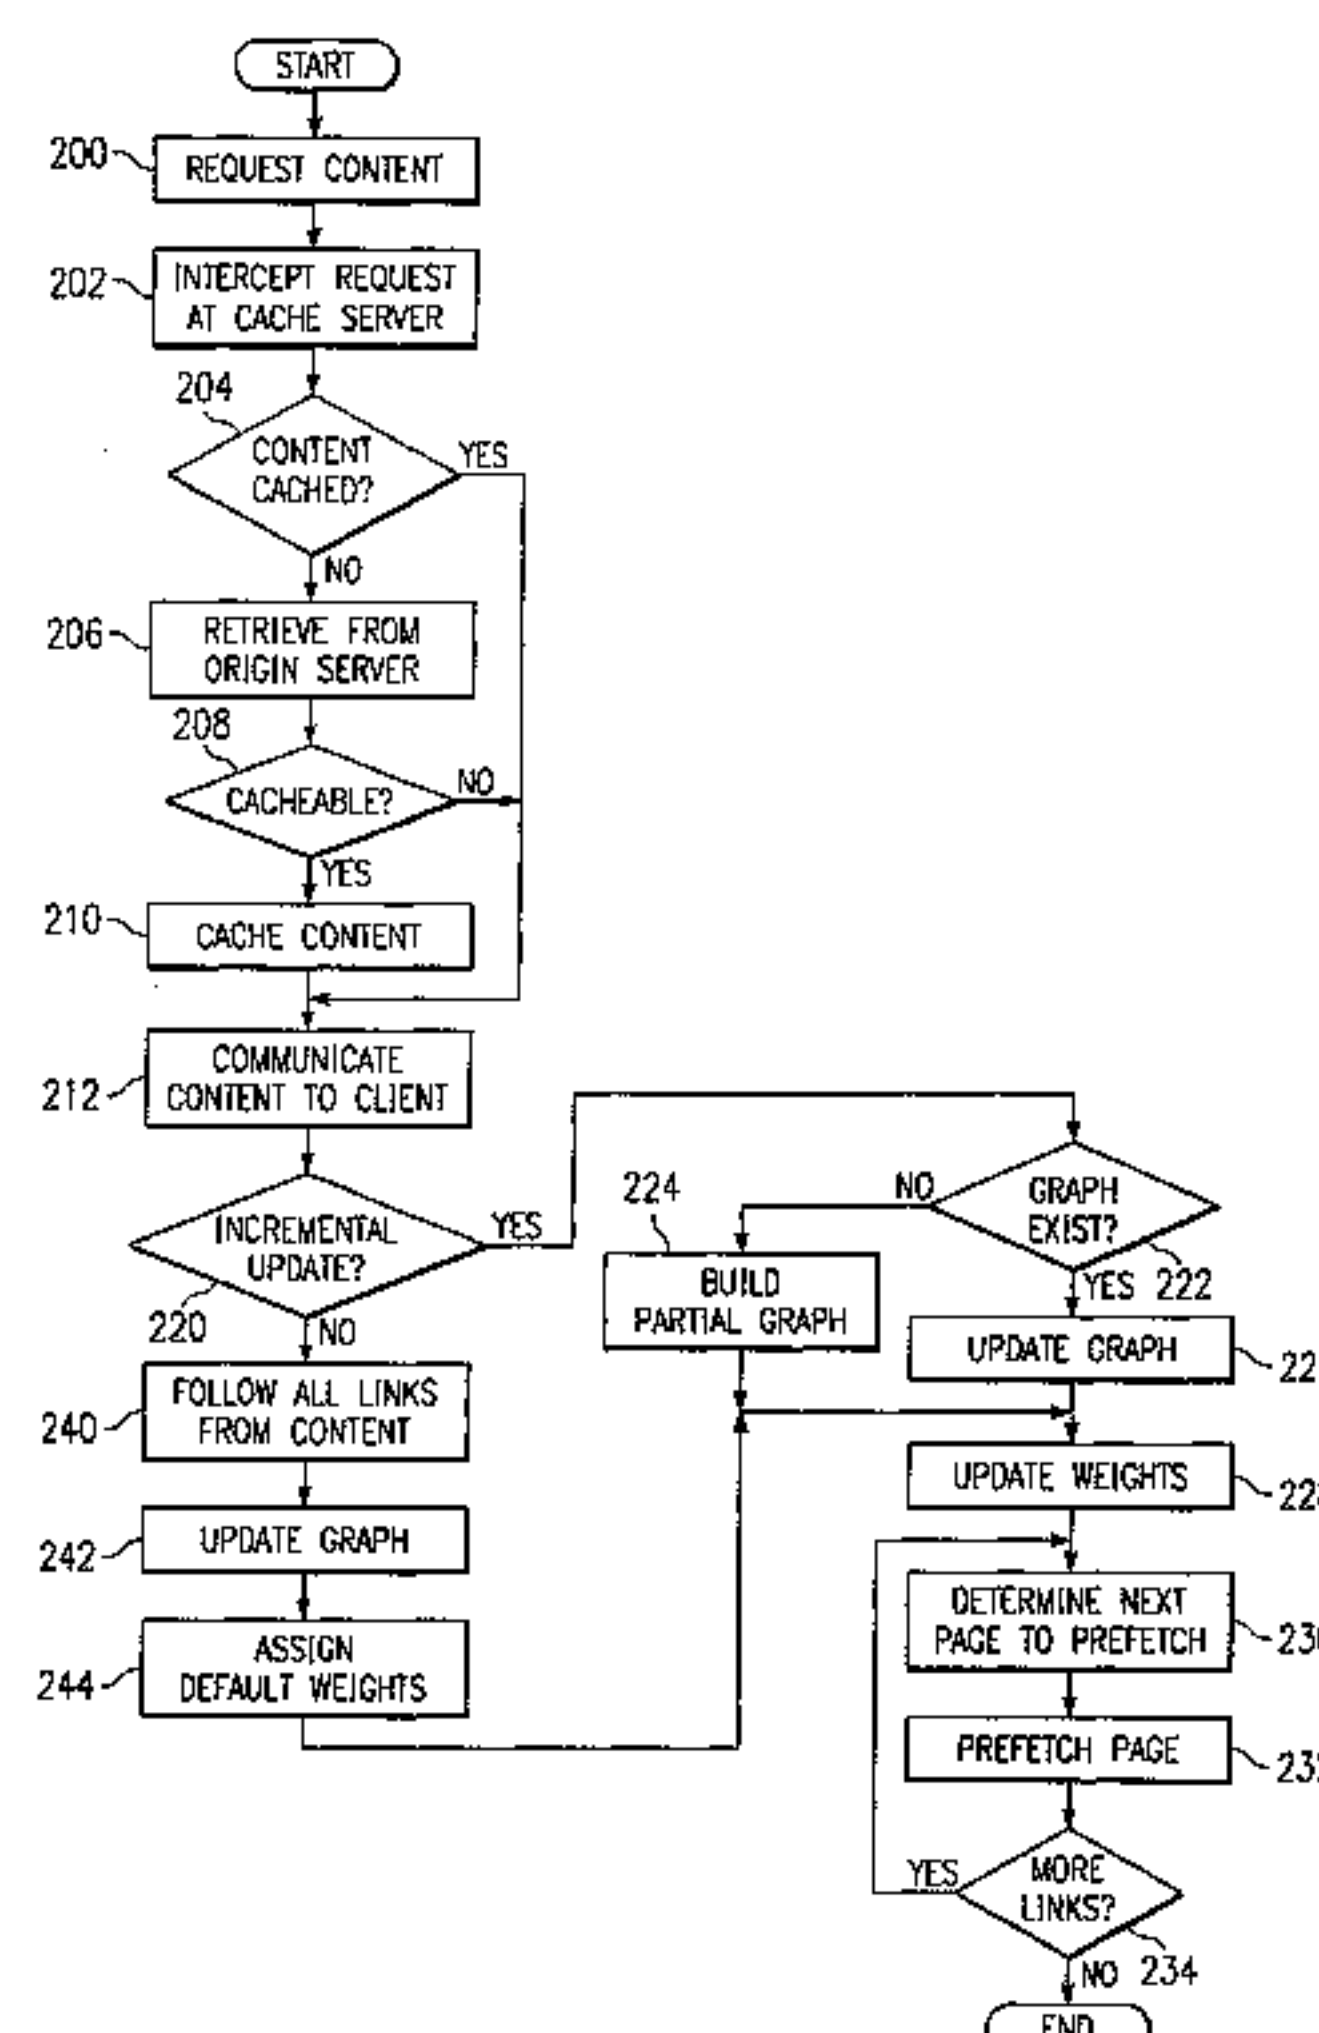 START
200
REQUEST CONTENT
202
INTERCEPT REQUEST
AT CACHE SERVER
204
CONTENT
CACHED?
YES
NO
206
RETRIEVE FROM
ORIGIN SERVER
208
CACHEABLE?
NO
YES
210
CACHE CONTENT
212
COMMUNICATE
CONTENT TO CLIENT
INCREMENTAL
UPDATE?
YES
220
NO
240
FOLLOW ALL LINKS
FROM CONTENT
242
UPDATE GRAPH
244
ASSIGN
DEFAULT WEIGHTS
GRAPH
EXIST?
NO
YES 222
224
BUILD
PARTIAL GRAPH
UPDATE GRAPH
UPDATE WEIGHTS
DETERMINE NEXT
PAGE TO PREFETCH
PREFETCH PAGE
MORE
LINKS?
YES
NO 234
END